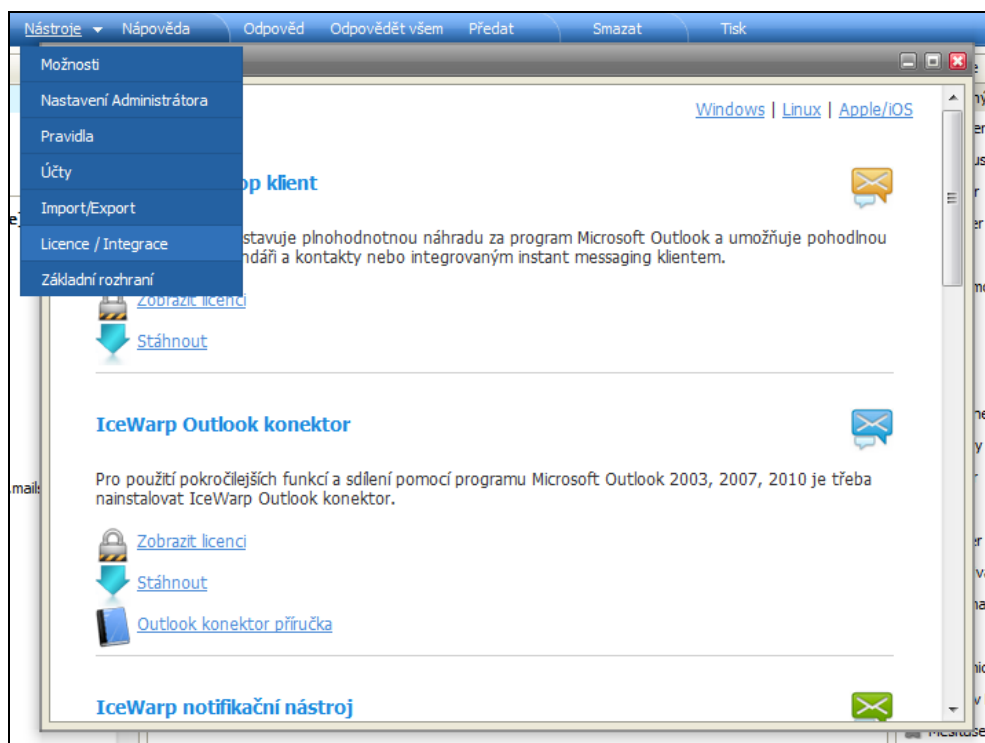 Nástroje Nápověda Odpověd Odpovědět všem Předat Smazat Tisk
Možnosti
Nastavení Administrátora
Pravidla
Účty
Import/Export
Licence / Integrace
Základní rozhraní
Windows | Linux | Apple/iOS
op klient
stavuje plnohodnotnou náhradu za program Microsoft Outlook a umožňuje pohodlnou
ndáři a kontakty nebo integrovaným instant messaging klientem.
Zobrazit licenci
Stáhnout
IceWarp Outlook konektor
Pro použití pokročilejších funkcí a sdílení pomocí programu Microsoft Outlook 2003, 2007, 2010 je třeba
nainstalovat IceWarp Outlook konektor.
Zobrazit licenci
Stáhnout
Outlook konektor příručka
IceWarp notifikační nástroj
.mails